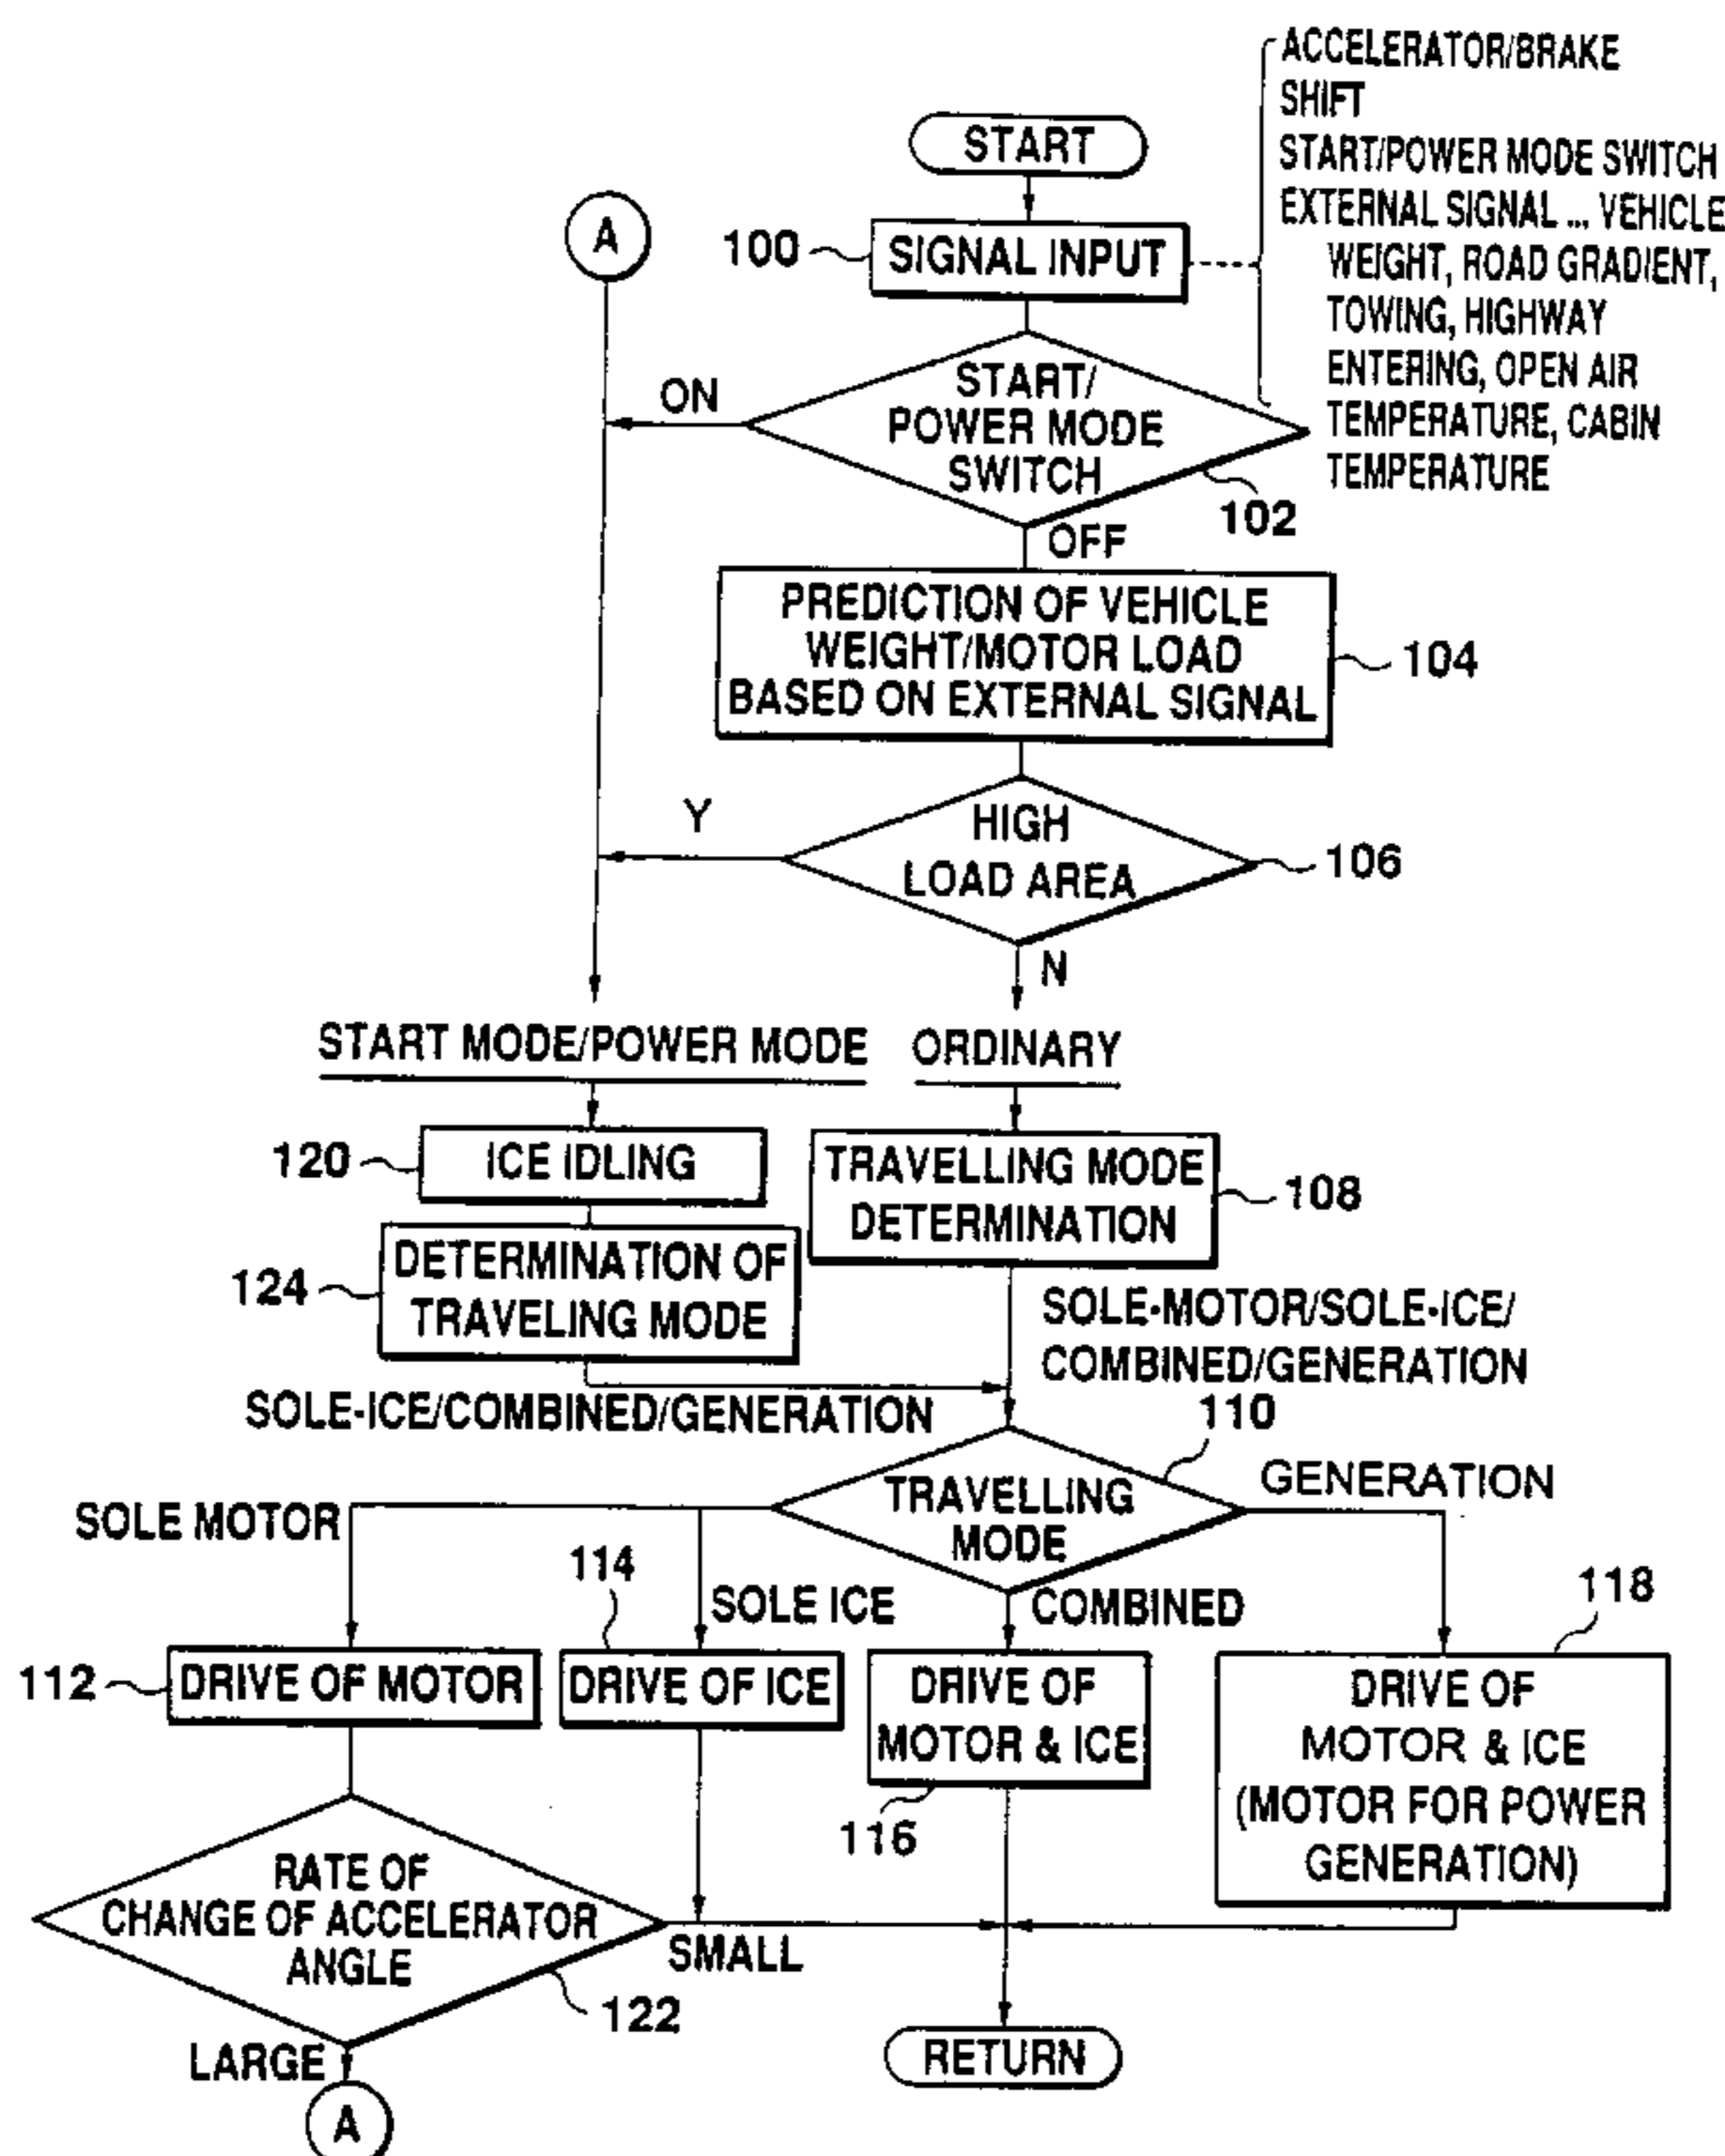 ACCELERATOR/BRAKE
SHIFT
START/POWER MODE SWITCH
EXTERNAL SIGNAL ... VEHICLE
WEIGHT, ROAD GRADIENT,
TOWING, HIGHWAY
ENTERING, OPEN AIR
TEMPERATURE, CABIN
TEMPERATURE
START
A
100
SIGNAL INPUT
ON
START/
POWER MODE
SWITCH
102
OFF
PREDICTION OF VEHICLE
WEIGHT/MOTOR LOAD
BASED ON EXTERNAL SIGNAL
104
Y
HIGH
LOAD AREA
106
N
START MODE/POWER MODE
ORDINARY
120
ICE IDLING
TRAVELLING MODE
DETERMINATION
108
124
DETERMINATION OF
TRAVELING MODE
SOLE-MOTOR/SOLE-ICE/
COMBINED/GENERATION
SOLE-ICE/COMBINED/GENERATION
110
TRAVELLING
MODE
GENERATION
SOLE MOTOR
114
SOLE ICE
COMBINED
118
112
DRIVE OF MOTOR
DRIVE OF ICE
DRIVE OF
MOTOR & ICE
116
DRIVE OF
MOTOR & ICE
(MOTOR FOR POWER
GENERATION)
RATE OF
CHANGE OF ACCELERATOR
ANGLE
SMALL
122
LARGE
RETURN
A